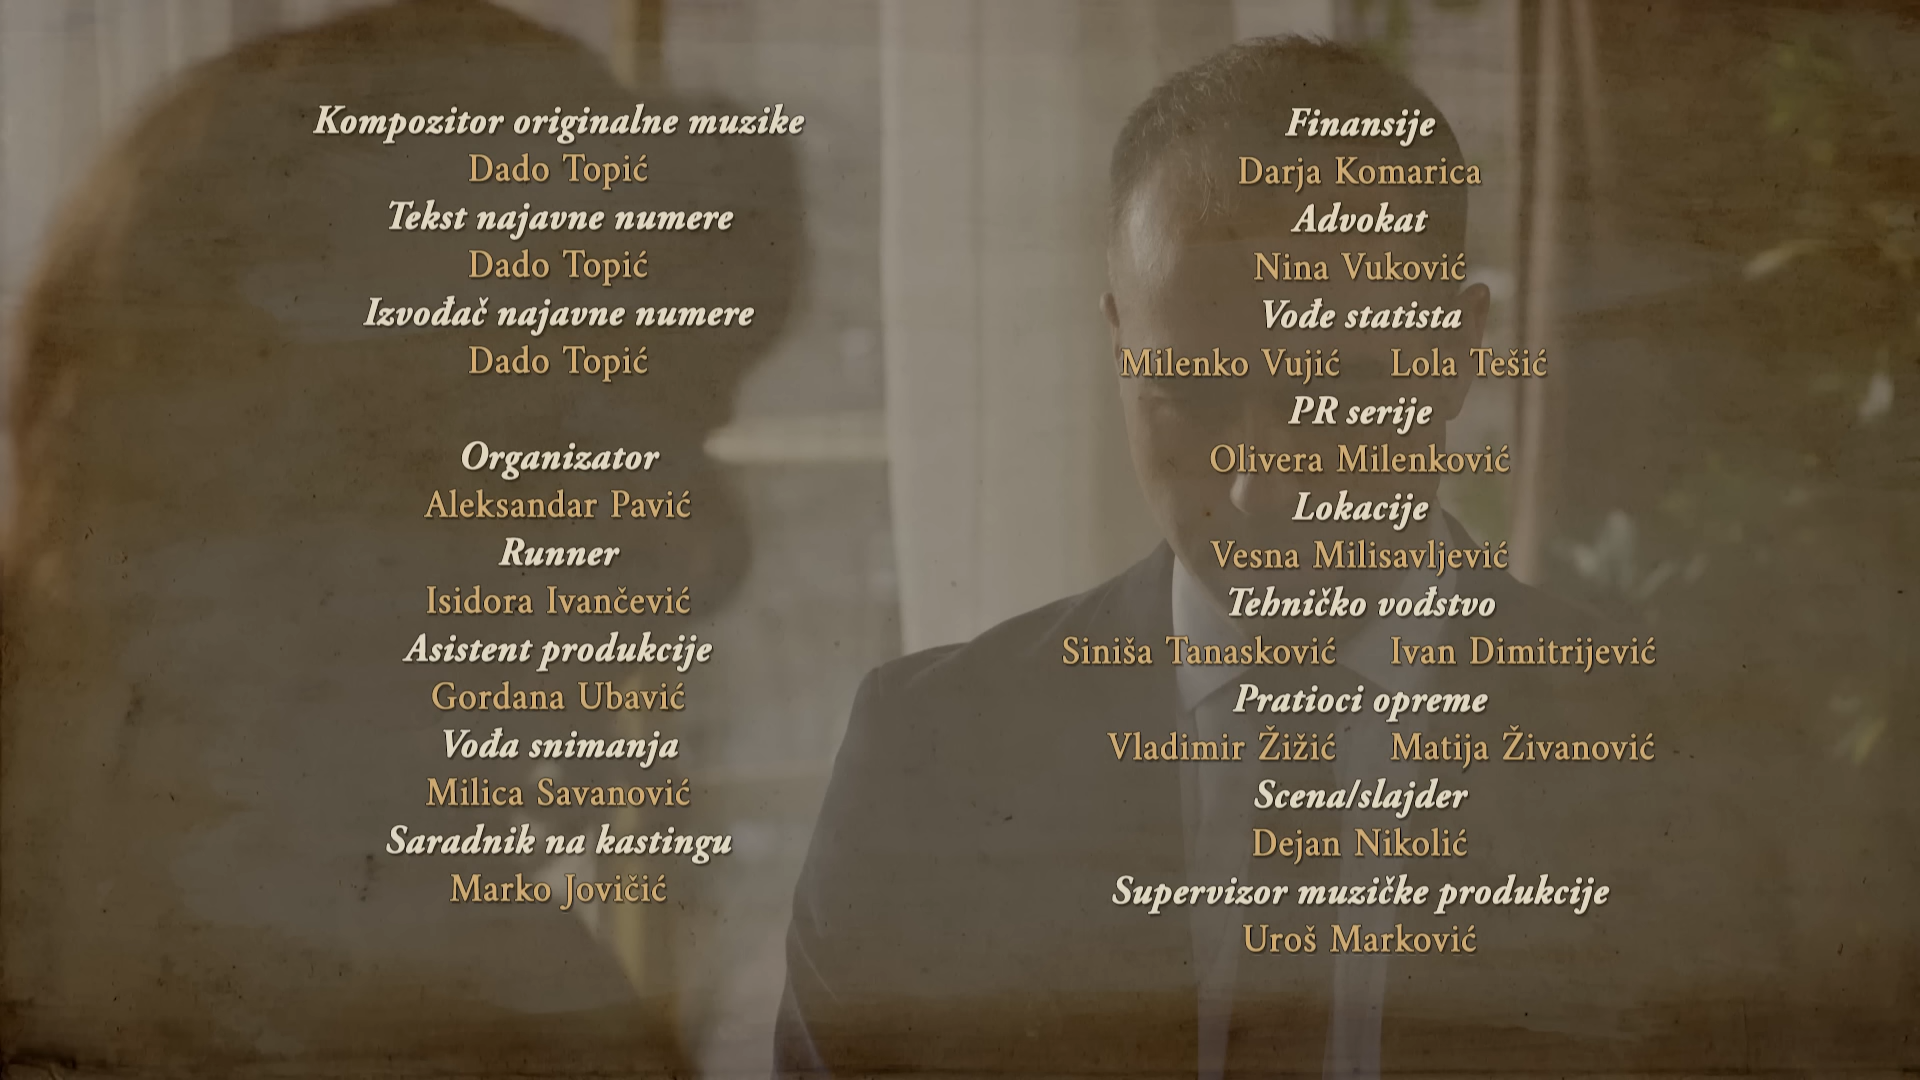 Kompozitor originalne muzike
Dado Topić
Tekst najavne numere
Dado Topić
Izvođač najavne numere
Dado Topić
Organizator
Aleksandar Pavić
Runner
Isidora Ivančević
Asistent produkcije
Gordana Ubavić
Vođa snimanja
Milica Savanović
Saradnik na kastingu
Marko Jovičić
Finansije
Darja Komarica
Advokat
Nina Vuković
Vođe statista
Milenko Vujić Lola Tešić
PR serije
Olivera Milenković
Lokacije
Vesna Milisavljević
Tehničko vođstvo
Siniša Tanasković Ivan Dimitrijević
Pratioci opreme
Vladimir Žižić Matija Živanović
Scena/slajder
Dejan Nikolić
Supervizor muzičke produkcije
Uroš Marković